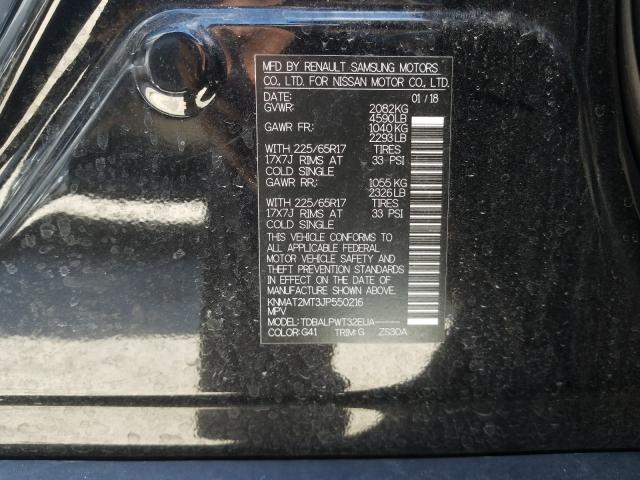 MFD BY RENAULT SAMSUNG MOTORS
CO., LTD. FOR NISSAN MOTOR CO., LTD.
DATE: 01/18
GVWR: 2082KG
4590LB
GAWR FR: 1040KG
2293LB
WITH 225/65R17 TIRES
17X7J RIMS AT 33 PSI
COLD SINGLE
GAWR RR: 1055KG
2326LB
WITH 225/65R17 TIRES
17X7J RIMS AT 33 PSI
COLD SINGLE
THIS VEHICLE CONFORMS TO
ALL APPLICABLE FEDERAL
MOTOR VEHICLE SAFETY AND
THEFT PREVENTION STANDARDS
IN EFFECT ON THE DATE OF
MANUFACTURE SHOWN ABOVE.
KNMAT2MT3JP550216
MPV
MODEL: TDBALPWT32EUA-----
COLOR: G41 TRIM: G ZS3DA